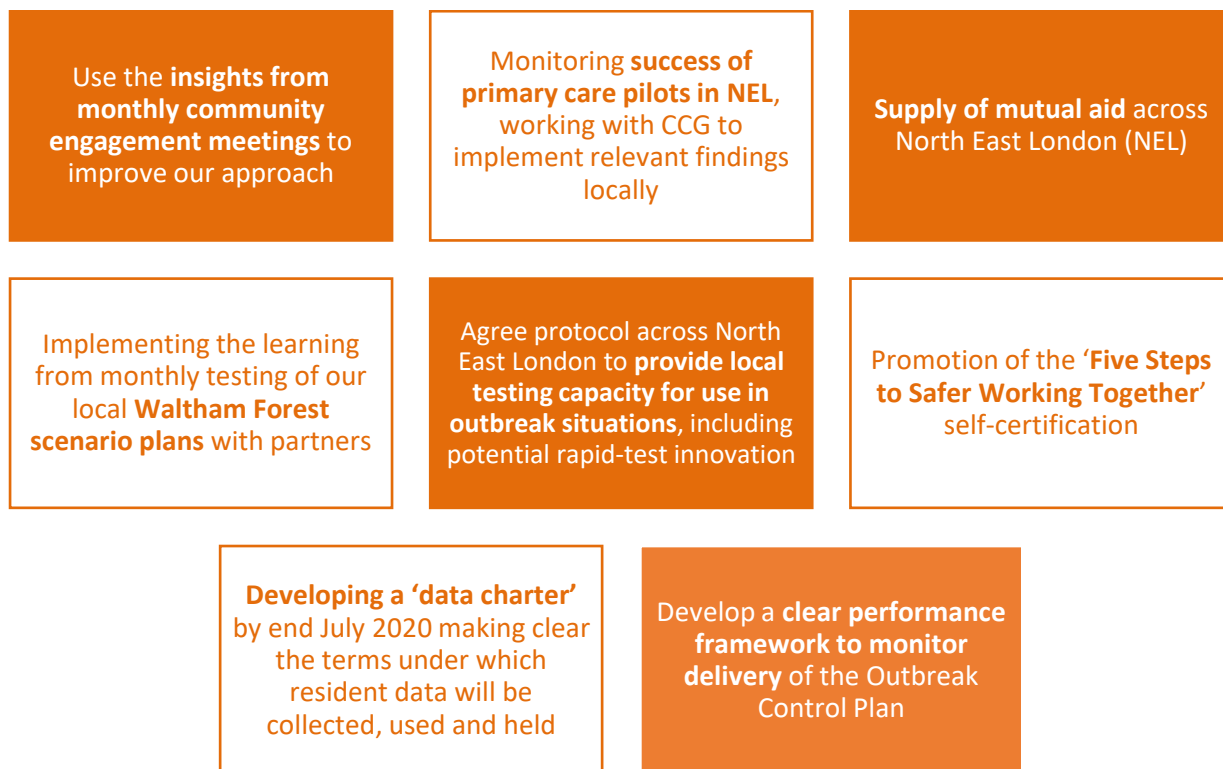 Use the insights from
monthly community
engagement meetings to
improve our approach
Monitoring success of
primary care pilots in NEL,
working with CCG to
implement relevant findings
locally
Supply of mutual aid across
North East London (NEL)
Implementing the learning
from monthly testing of our
local Waltham Forest
scenario plans with partners
Agree protocol across North
East London to provide local
testing capacity for use in
outbreak situations, including
potential rapid-test innovation
Promotion of the ‘Five Steps
to Safer Working Together’
self-certification
Developing a ‘data charter’
by end July 2020 making clear
the terms under which
resident data will be
collected, used and held
Develop a clear performance
framework to monitor
delivery of the Outbreak
Control Plan